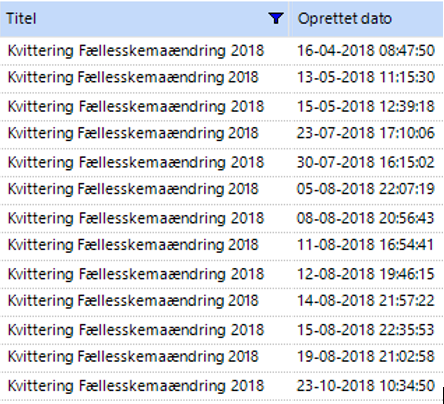 Titel Oprettet dato
Kvittering Fællesskemaændring 2018 16-04-2018 08:47:50
Kvittering Fællesskemaændring 2018 13-05-2018 11:15:30
Kvittering Fællesskemaændring 2018 15-05-2018 12:39:18
Kvittering Fællesskemaændring 2018 23-07-2018 17:10:06
Kvittering Fællesskemaændring 2018 30-07-2018 16:15:02
Kvittering Fællesskemaændring 2018 05-08-2018 22:07:19
Kvittering Fællesskemaændring 2018 08-08-2018 20:56:43
Kvittering Fællesskemaændring 2018 11-08-2018 16:54:41
Kvittering Fællesskemaændring 2018 12-08-2018 19:46:15
Kvittering Fællesskemaændring 2018 14-08-2018 21:57:22
Kvittering Fællesskemaændring 2018 15-08-2018 22:35:53
Kvittering Fællesskemaændring 2018 19-08-2018 21:02:58
Kvittering Fællesskemaændring 2018 23-10-2018 10:34:50